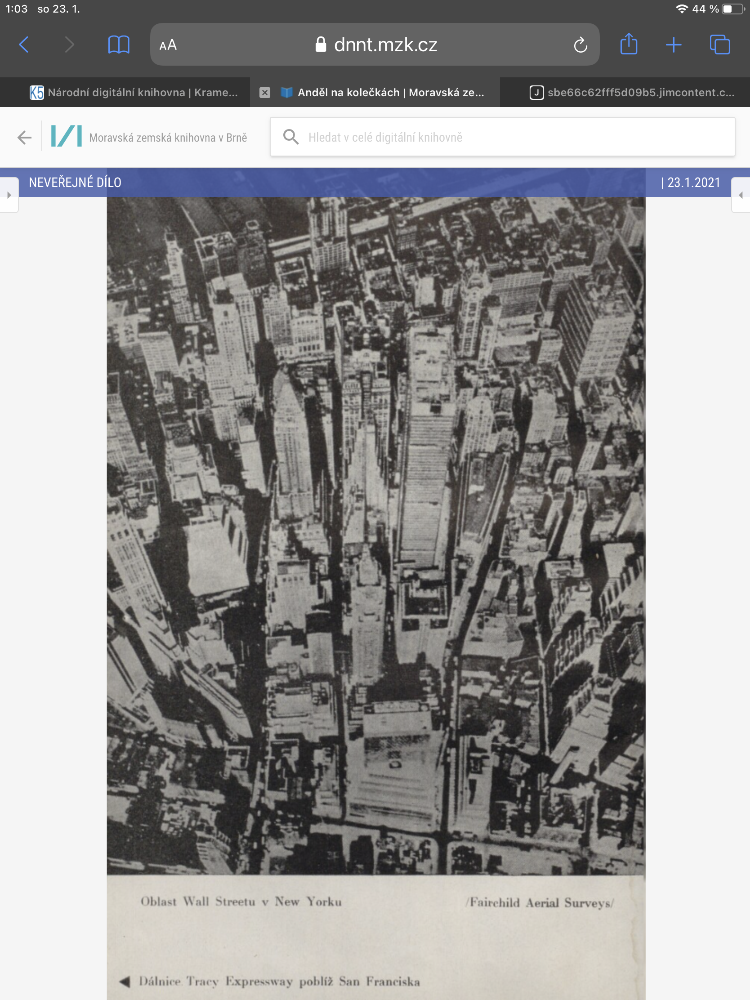 1:03 so 23. 1. 44 %
AA dnnt.mzk.cz
K5 Národní digitální knihovna | Krame...
Anděl na kolečkách | Moravská ze...
J sbe66c62fff5d09b5.jimcontent.c...
Moravská zemská knihovna v Brně
Hledat v celé digitální knihovně
NEVEŘEJNÉ DÍLO | 23.1.2021
Oblast Wall Streetu v New Yorku /Fairchild Aerial Surveys/
◀ Dálnice Tracy Expressway poblíž San Franciska